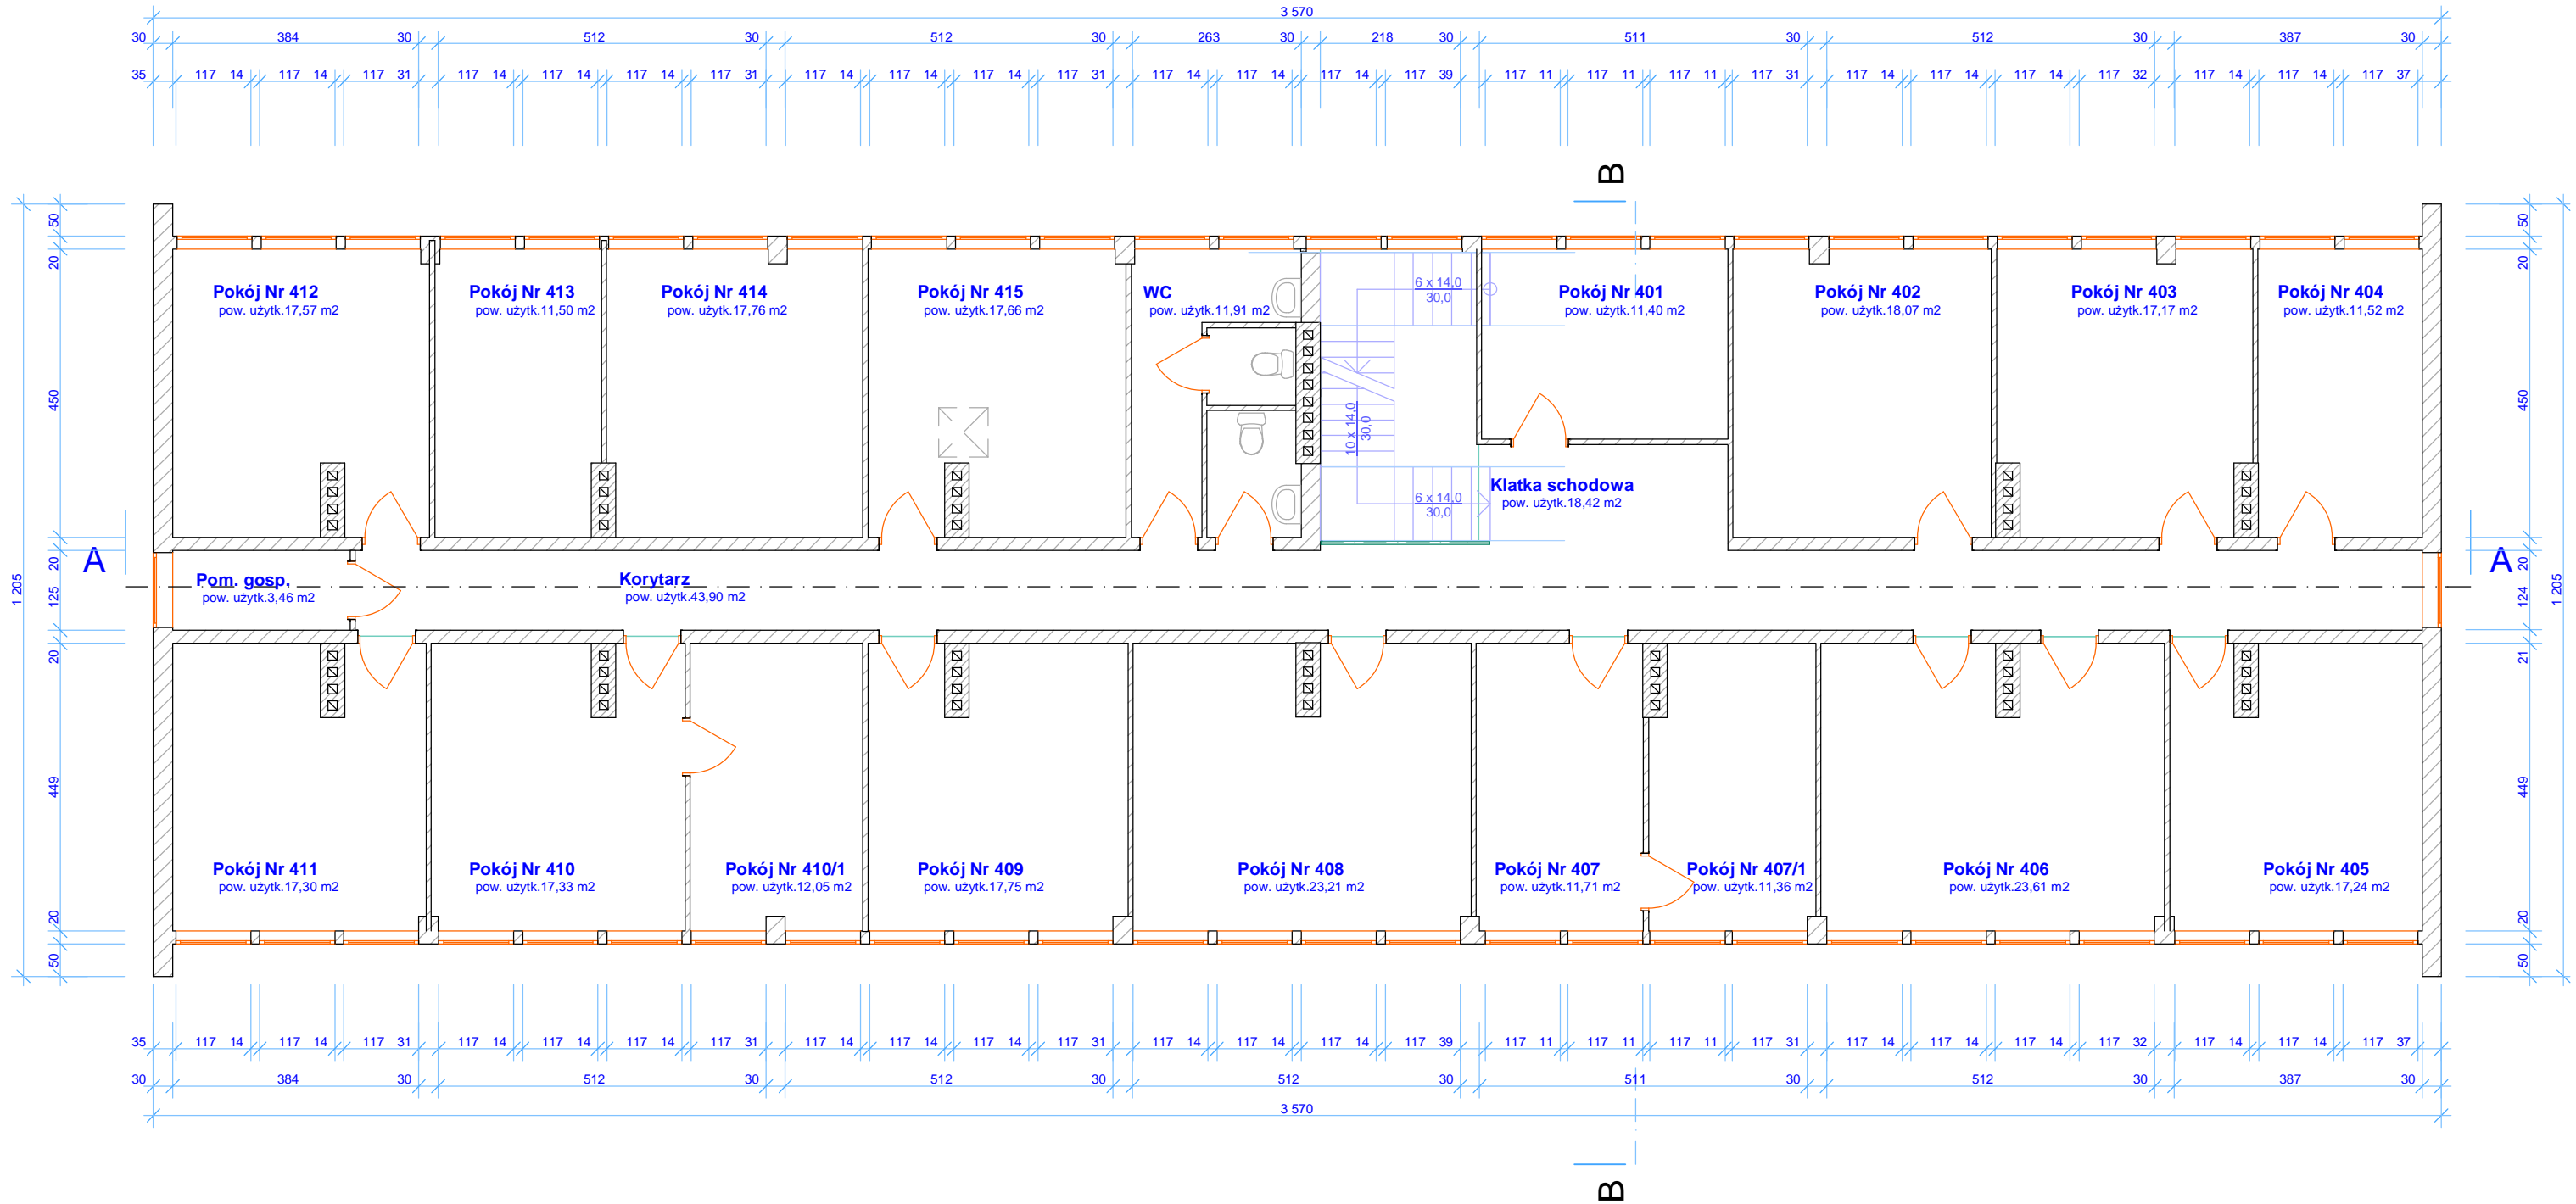 3 570
30 384 30 512 30 512 30 263 30 218 30 511 30 512 30 387 30
35 117 14 117 14 117 31 117 14 117 14 117 14 117 31 117 14 117 14 117 14 117 31 117 14 117 14 117 14 117 39 117 11 117 11 117 11 117 31 117 14 117 14 117 14 117 32 117 14 117 14 117 37
B
50
20
450
20
125
20
449
20
50
1 205
Pokój Nr 412
pow. użytk.17,57 m2
Pokój Nr 413
pow. użytk.11,50 m2
Pokój Nr 414
pow. użytk.17,76 m2
Pokój Nr 415
pow. użytk.17,66 m2
WC
pow. użytk.11,91 m2
6 x 14,0
30,0
10 x 14,0
30,0
6 x 14,0
30,0
Pokój Nr 401
pow. użytk.11,40 m2
Pokój Nr 402
pow. użytk.18,07 m2
Pokój Nr 403
pow. użytk.17,17 m2
Pokój Nr 404
pow. użytk.11,52 m2
Klatka schodowa
pow. użytk.18,42 m2
50
20
450
20
124
21
449
20
50
1 205
A
Pom. gosp.
pow. użytk.3,46 m2
Korytarz
pow. użytk.43,90 m2
A
Pokój Nr 411
pow. użytk.17,30 m2
Pokój Nr 410
pow. użytk.17,33 m2
Pokój Nr 410/1
pow. użytk.12,05 m2
Pokój Nr 409
pow. użytk.17,75 m2
Pokój Nr 408
pow. użytk.23,21 m2
Pokój Nr 407
pow. użytk.11,71 m2
Pokój Nr 407/1
pow. użytk.11,36 m2
Pokój Nr 406
pow. użytk.23,61 m2
Pokój Nr 405
pow. użytk.17,24 m2
35 117 14 117 14 117 31 117 14 117 14 117 14 117 31 117 14 117 14 117 14 117 31 117 14 117 14 117 14 117 39 117 11 117 11 117 11 117 31 117 14 117 14 117 14 117 32 117 14 117 14 117 37
30 384 30 512 30 512 30 512 30 511 30 512 30 387 30
3 570
B